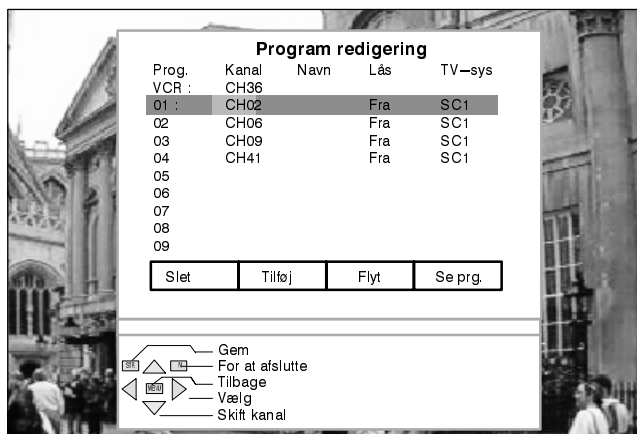 Program redigering
Prog. Kanal Navn Lås TV–sys
VCR : CH36
01 : CH02 Fra SC1
02 CH06 Fra SC1
03 CH09 Fra SC1
04 CH41 Fra SC1
05
06
07
08
09
Slet Tilføj Flyt Se prg.
Gem
STR N
For at afslutte
Tilbage
MENU
Vælg
Skift kanal